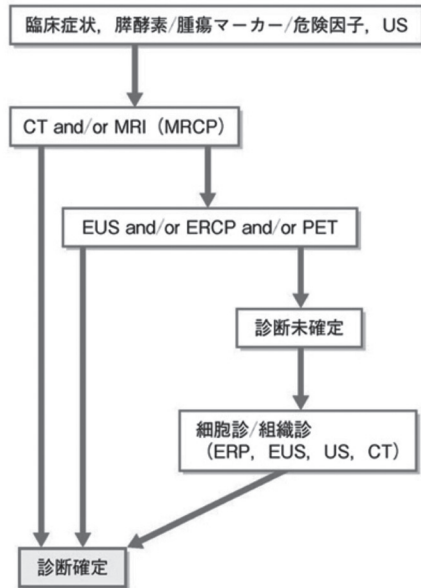 臨床症状，膵酵素/腫瘍マーカー/危険因子，US
CT and/or MRI（MRCP）
EUS and/or ERCP and/or PET
診断未確定
細胞診/組織診
（ERP，EUS，US，CT）
診断確定